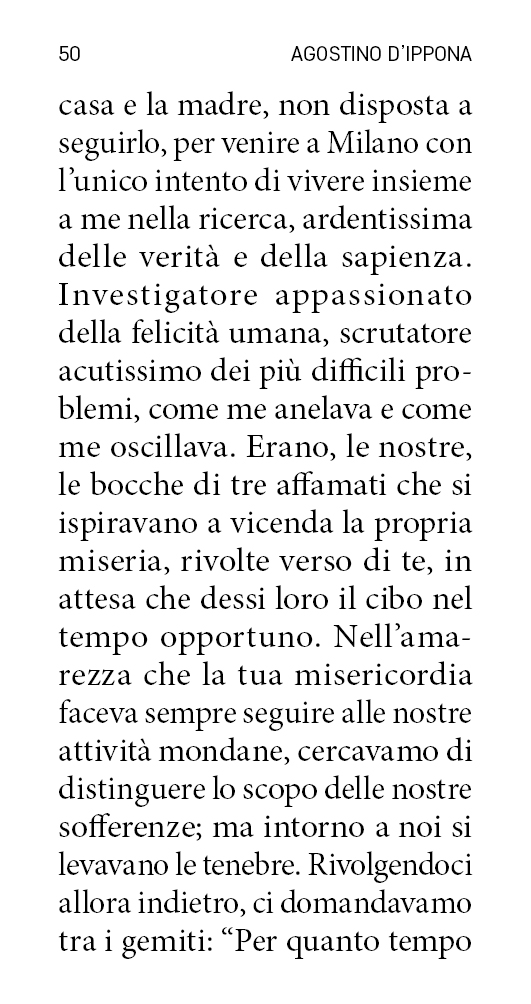 50 AGOSTINO D'IPPONA
casa e la madre, non disposta a
seguirlo, per venire a Milano con
l’unico intento di vivere insieme
a me nella ricerca, ardentissima
delle verità e della sapienza.
Investigatore appassionato
della felicità umana, scrutatore
acutissimo dei più difficili pro-
blemi, come me anelava e come
me oscillava. Erano, le nostre,
le bocche di tre affamati che si
ispiravano a vicenda la propria
miseria, rivolte verso di te, in
attesa che dessi loro il cibo nel
tempo opportuno. Nell’ama-
rezza che la tua misericordia
faceva sempre seguire alle nostre
attività mondane, cercavamo di
distinguere lo scopo delle nostre
sofferenze; ma intorno a noi si
levavano le tenebre. Rivolgendoci
allora indietro, ci domandavamo
tra i gemiti: “Per quanto tempo